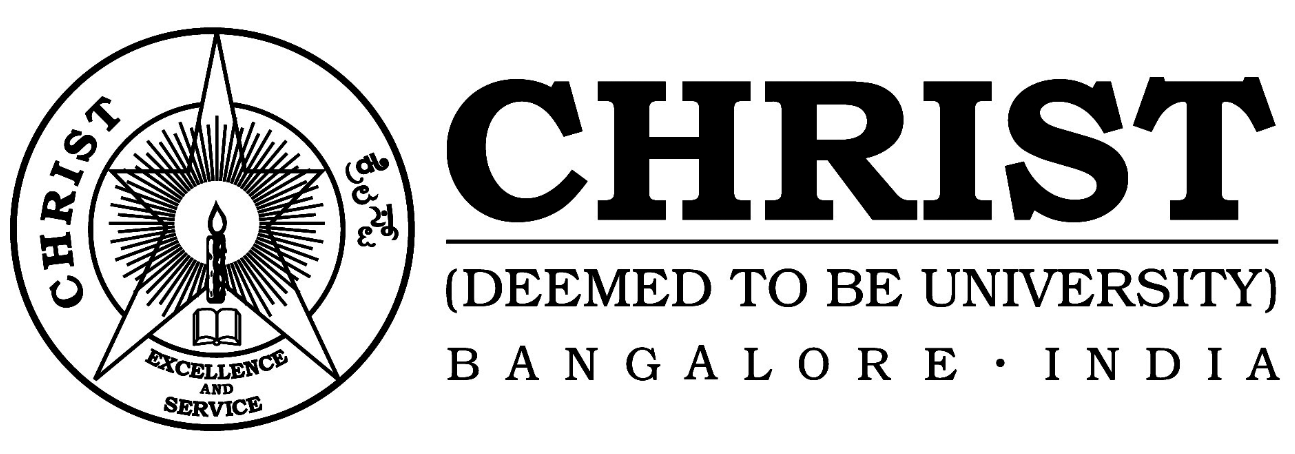 CHRIST
EXCELLENCE
AND
SERVICE
CHRIST
(DEEMED TO BE UNIVERSITY)
BANGALORE · INDIA